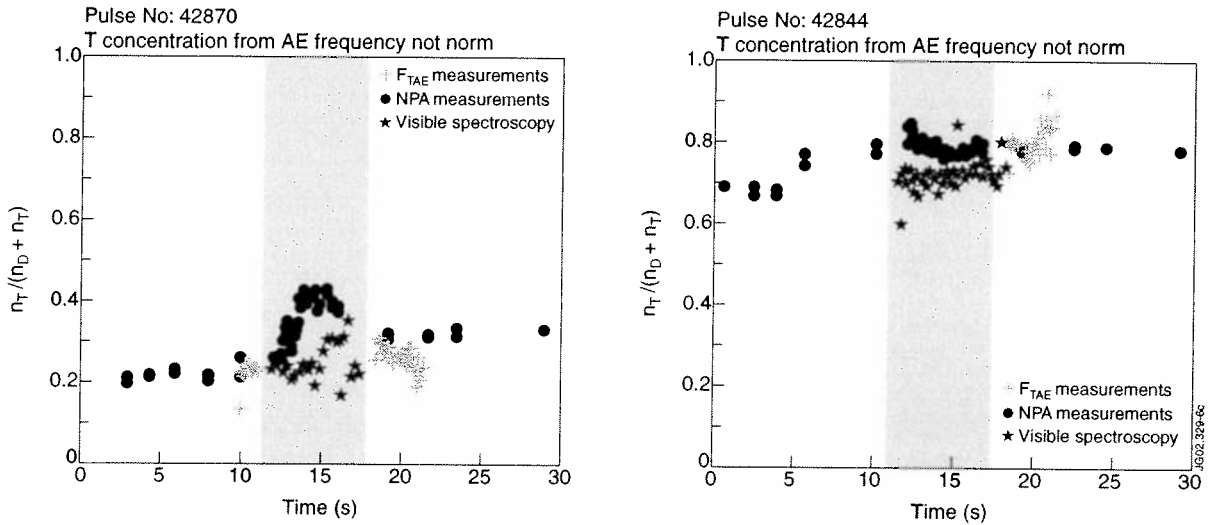 Pulse No: 42870
T concentration from AE frequency not norm
1.0
0.8
0.6
0.4
0.2
0
n_T/(n_D + n_T)
F_TAE measurements
NPA measurements
Visible spectroscopy
0 5 10 15 20 25 30
Time (s)
Pulse No: 42844
T concentration from AE frequency not norm
1.0
0.8
0.6
0.4
0.2
0
n_T/(n_D + n_T)
F_TAE measurements
NPA measurements
Visible spectroscopy
0 5 10 15 20 25 30
Time (s)
JG02.329-6c